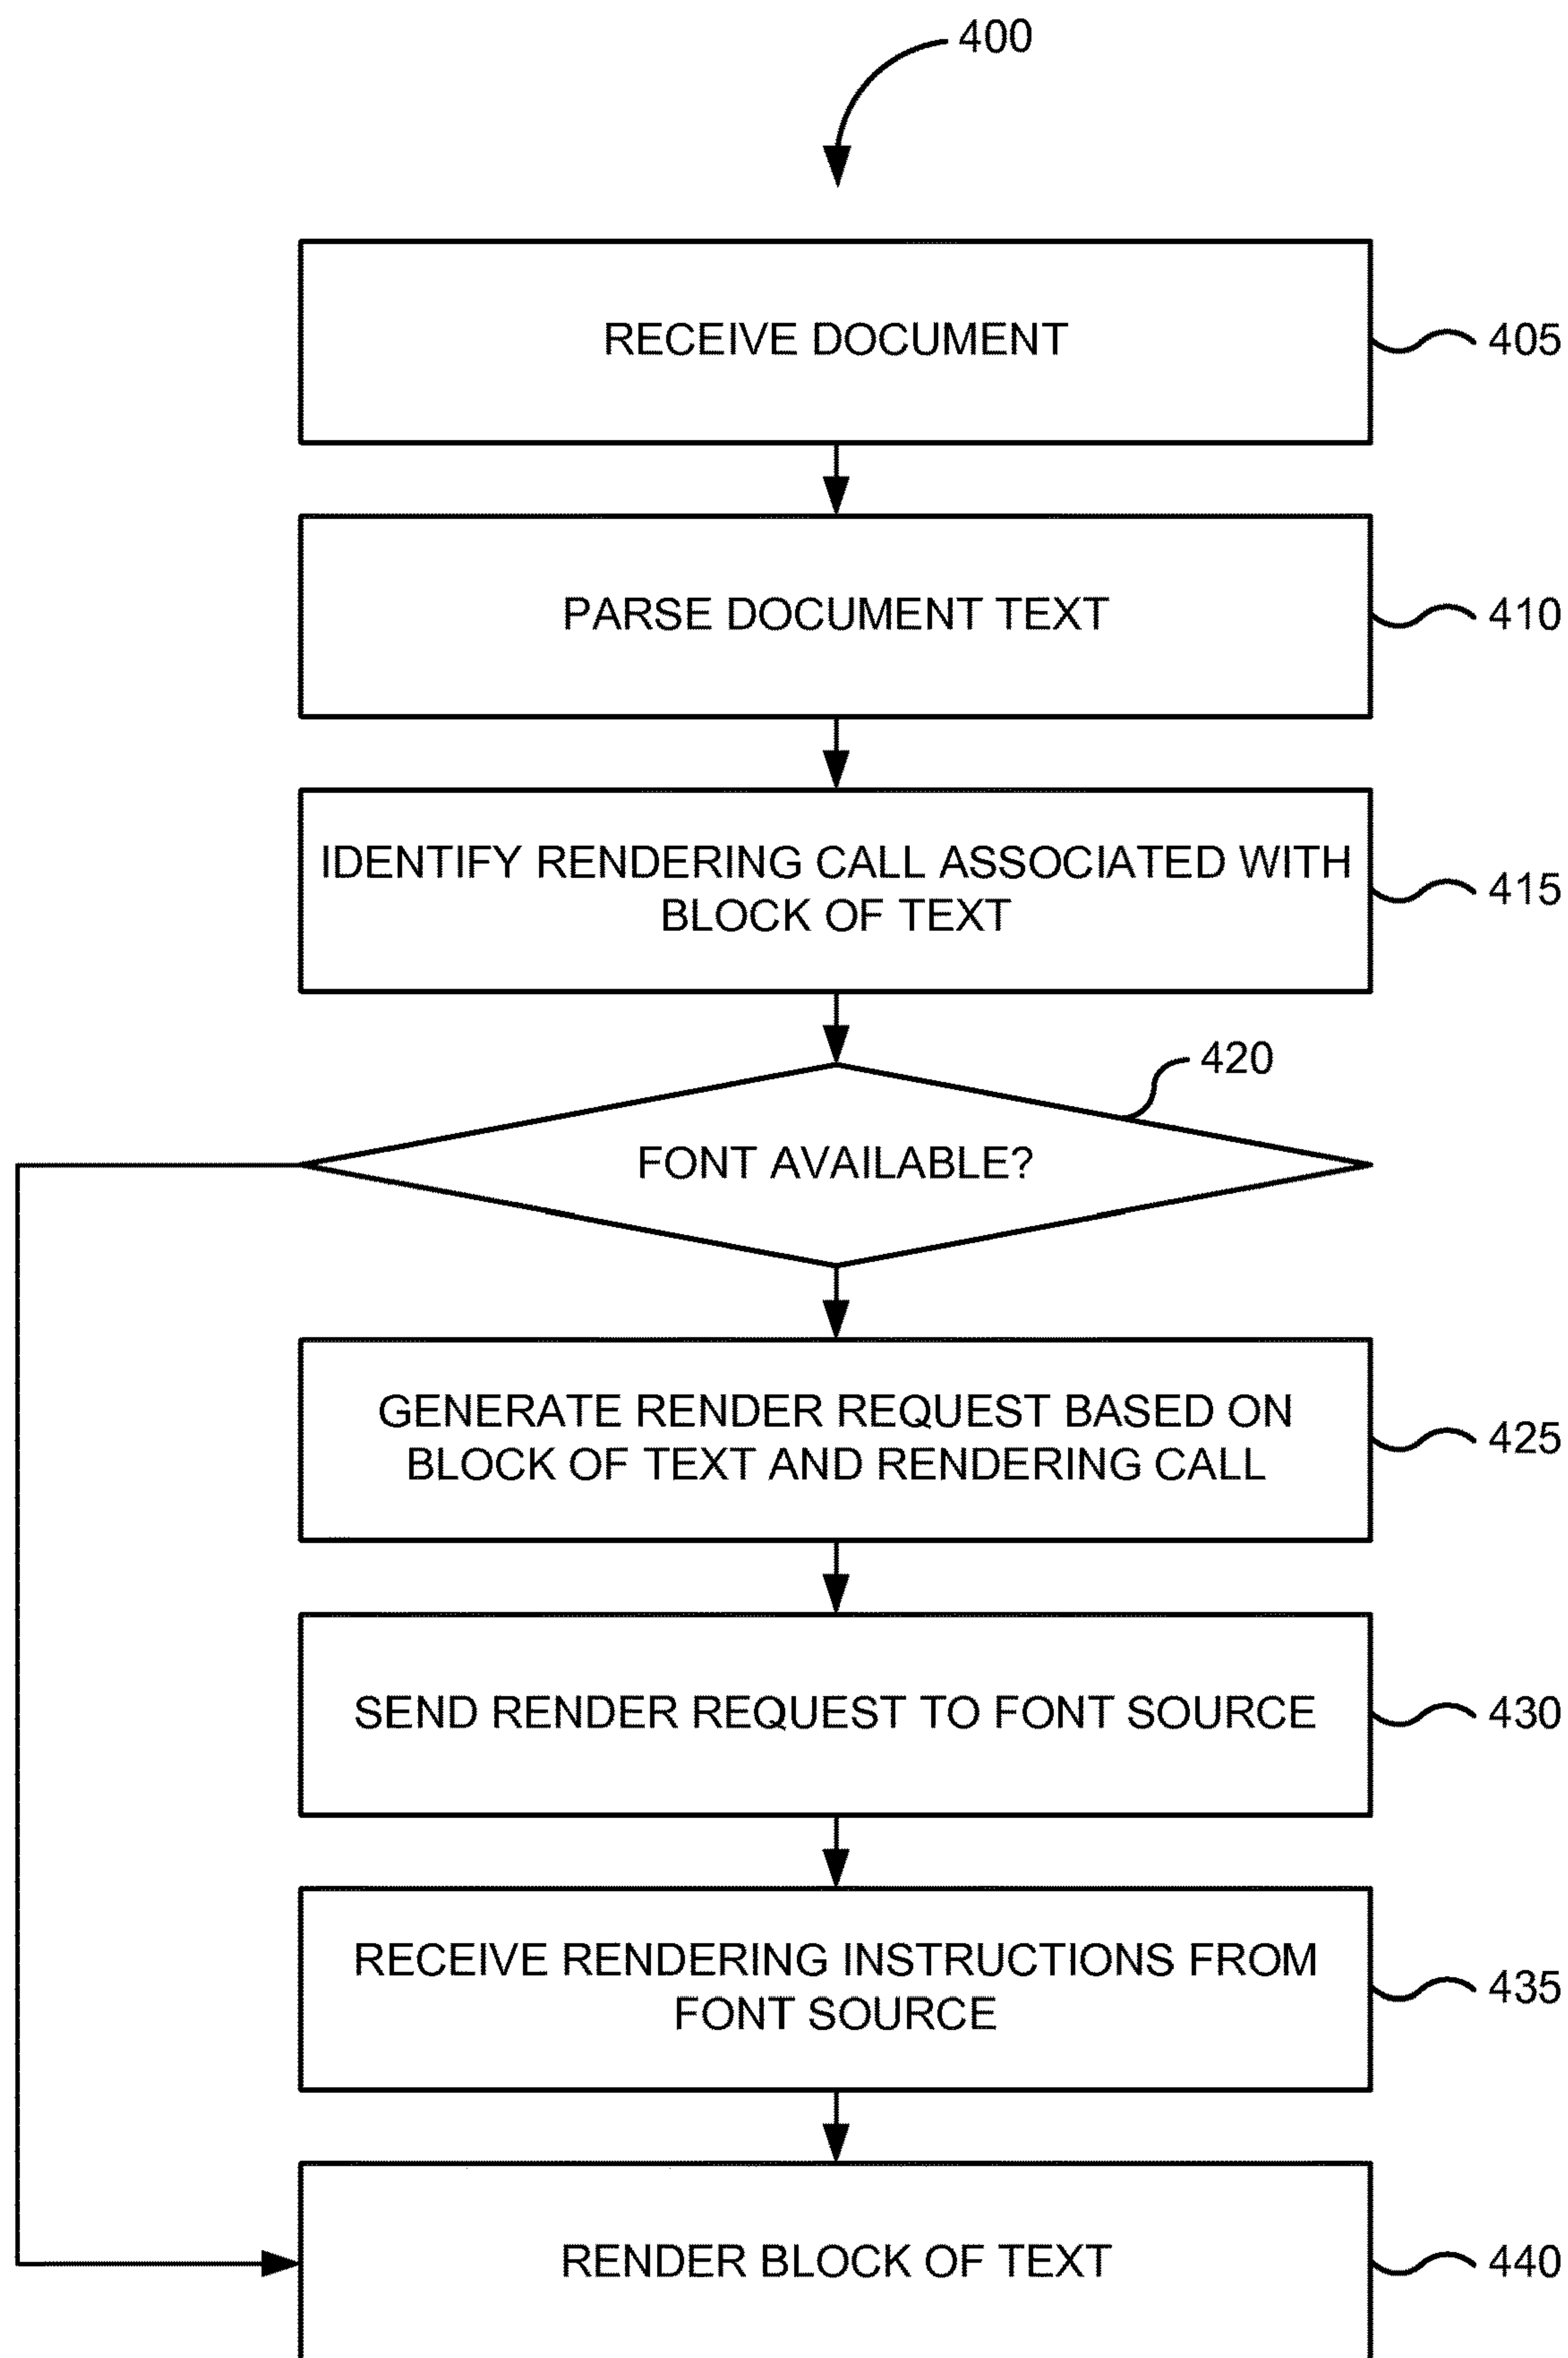 400
RECEIVE DOCUMENT
405
PARSE DOCUMENT TEXT
410
IDENTIFY RENDERING CALL ASSOCIATED WITH
BLOCK OF TEXT
415
420
FONT AVAILABLE?
GENERATE RENDER REQUEST BASED ON
BLOCK OF TEXT AND RENDERING CALL
425
SEND RENDER REQUEST TO FONT SOURCE
430
RECEIVE RENDERING INSTRUCTIONS FROM
FONT SOURCE
435
RENDER BLOCK OF TEXT
440